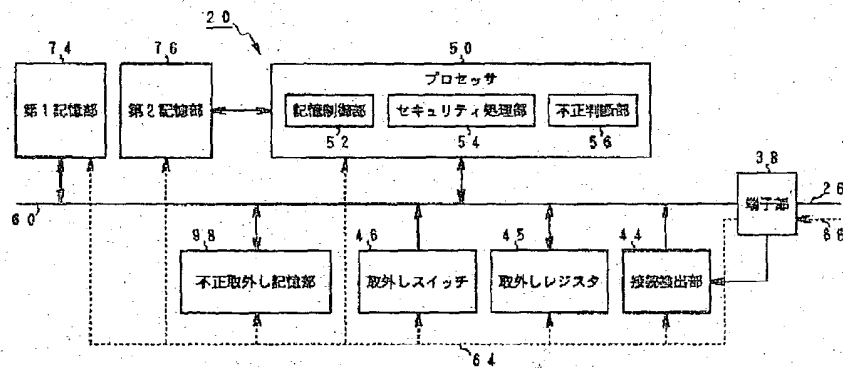 20
74
76
50
第1記憶部
第2記憶部
プロセッサ
記憶制御部
セキュリティ処理部
不正判断部
52
54
56
38
端子部
26
66
60
98
46
45
44
不正取外し記憶部
取外しスイッチ
取外しレジスタ
接続検出部
64